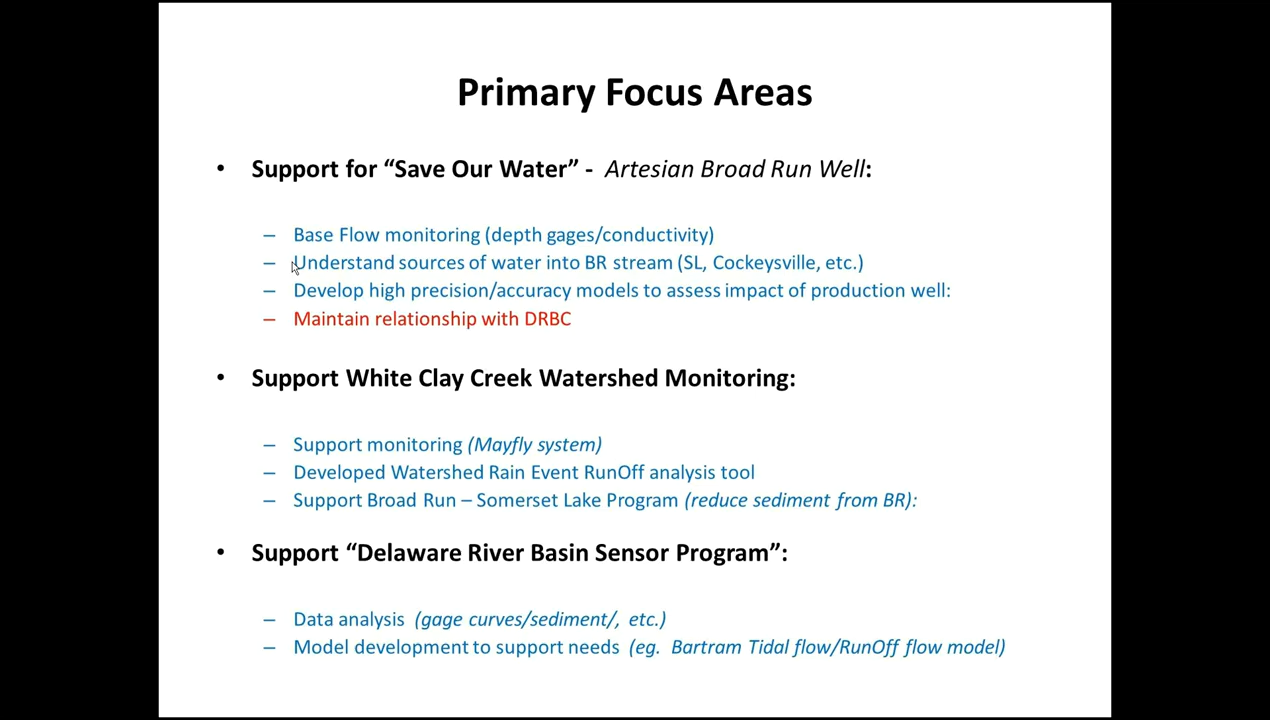 Primary Focus Areas
• Support for “Save Our Water” - Artesian Broad Run Well:
– Base Flow monitoring (depth gages/conductivity)
– Understand sources of water into BR stream (SL, Cockeysville, etc.)
– Develop high precision/accuracy models to assess impact of production well:
– Maintain relationship with DRBC
• Support White Clay Creek Watershed Monitoring:
– Support monitoring (Mayfly system)
– Developed Watershed Rain Event RunOff analysis tool
– Support Broad Run – Somerset Lake Program (reduce sediment from BR):
• Support “Delaware River Basin Sensor Program”:
– Data analysis (gage curves/sediment/, etc.)
– Model development to support needs (eg. Bartram Tidal flow/RunOff flow model)